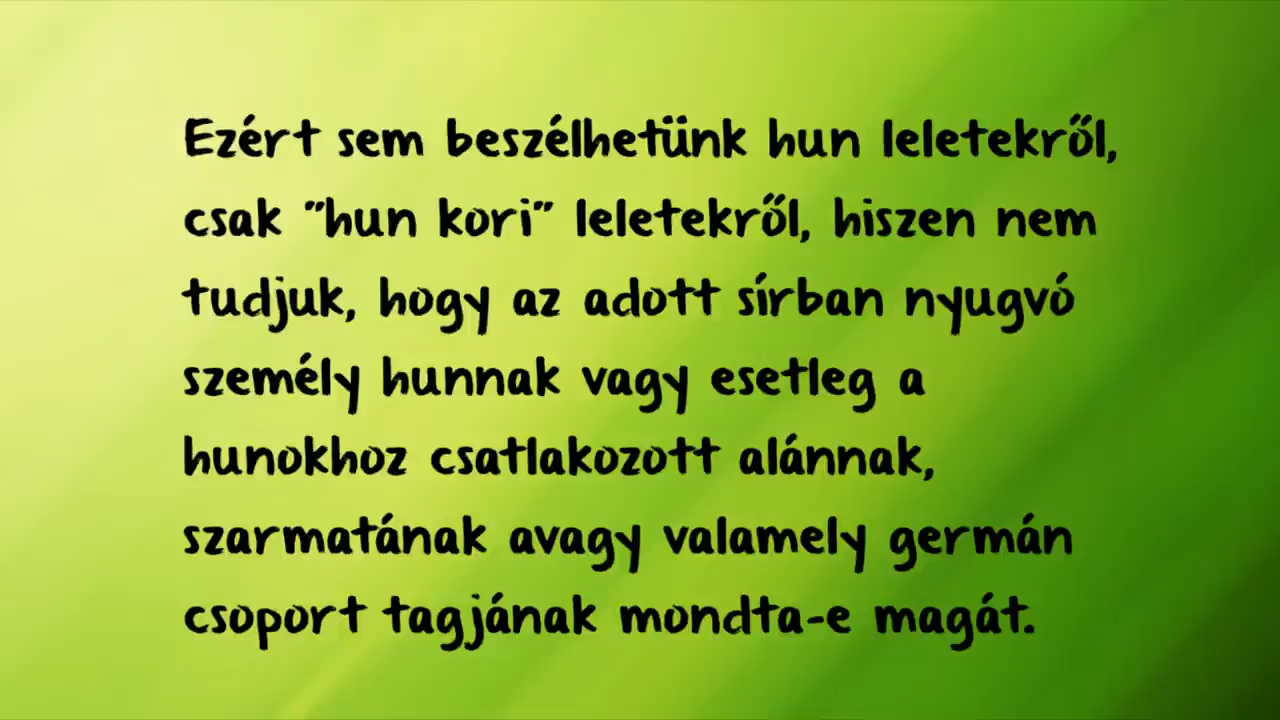 Ezért sem beszélhetünk hun leletekről,
csak "hun kori" leletekről, hiszen nem
tudjuk, hogy az adott sírban nyugvó
személy hunnak vagy esetleg a
hunokhoz csatlakozott alánnak,
szarmatának avagy valamely germán
csoport tagjának mondta-e magát.